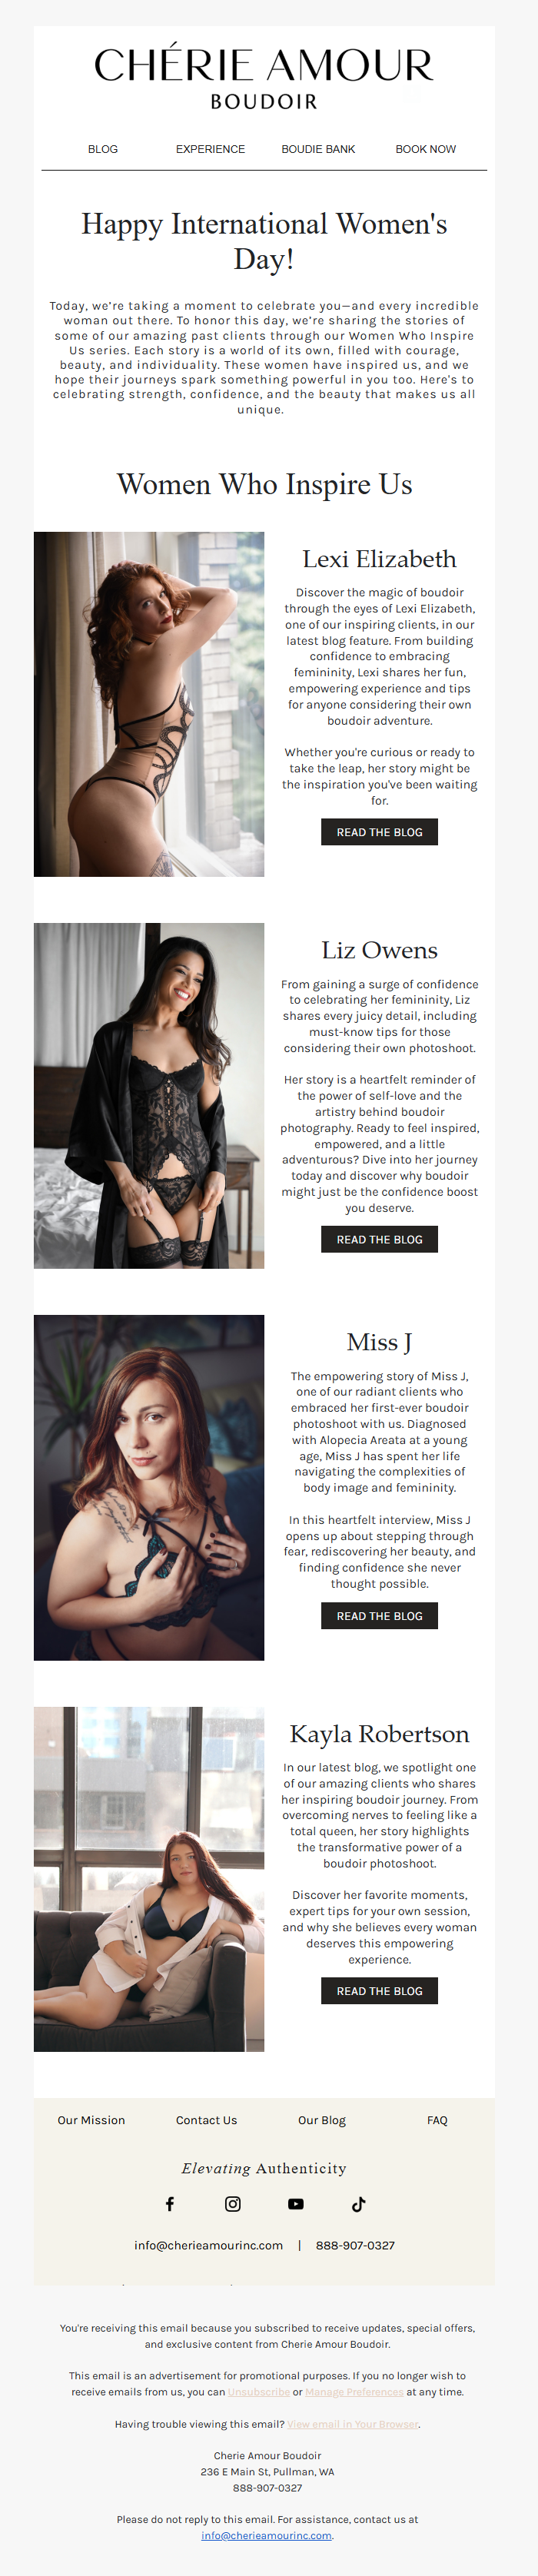 CHÉRIE AMOUR
BOUDOIR
BLOG EXPERIENCE BOUDIE BANK BOOK NOW
Happy International Women's
Day!
Today, we're taking a moment to celebrate you—and every incredible
woman out there. To honor this day, we're sharing the stories of
some of our amazing past clients through our Women Who Inspire
Us series. Each story is a world of its own, filled with courage,
beauty, and individuality. These women have inspired us, and we
hope their journeys spark something powerful in you too. Here's to
celebrating strength, confidence, and the beauty that makes us all
unique.
Women Who Inspire Us
Lexi Elizabeth
Discover the magic of boudoir
through the eyes of Lexi Elizabeth,
one of our inspiring clients, in our
latest blog feature. From building
confidence to embracing
femininity, Lexi shares her fun,
empowering experience and tips
for anyone considering their own
boudoir adventure.
Whether you're curious or ready to
take the leap, her story might be
the inspiration you've been waiting
for.
READ THE BLOG
Liz Owens
From gaining a surge of confidence
to celebrating her femininity, Liz
shares every juicy detail, including
must-know tips for those
considering their own photoshoot.
Her story is a heartfelt reminder of
the power of self-love and the
artistry behind boudoir
photography. Ready to feel inspired,
empowered, and a little
adventurous? Dive into her journey
today and discover why boudoir
might just be the confidence boost
you deserve.
READ THE BLOG
Miss J
The empowering story of Miss J,
one of our radiant clients who
embraced her first-ever boudoir
photoshoot with us. Diagnosed
with Alopecia Areata at a young
age, Miss J has spent her life
navigating the complexities of
body image and femininity.
In this heartfelt interview, Miss J
opens up about stepping through
fear, rediscovering her beauty, and
finding confidence she never
thought possible.
READ THE BLOG
Kayla Robertson
In our latest blog, we spotlight one
of our amazing clients who shares
her inspiring boudoir journey. From
overcoming nerves to feeling like a
total queen, her story highlights
the transformative power of a
boudoir photoshoot.
Discover her favorite moments,
expert tips for your own session,
and why she believes every woman
deserves this empowering
experience.
READ THE BLOG
Our Mission Contact Us Our Blog FAQ
Elevating Authenticity
info@cherieamourinc.com | 888-907-0327
You're receiving this email because you subscribed to receive updates, special offers,
and exclusive content from Cherie Amour Boudoir.
This email is an advertisement for promotional purposes. If you no longer wish to
receive emails from us, you can Unsubscribe or Manage Preferences at any time.
Having trouble viewing this email? View email in Your Browser.
Cherie Amour Boudoir
236 E Main St, Pullman, WA
888-907-0327
Please do not reply to this email. For assistance, contact us at
info@cherieamourinc.com.